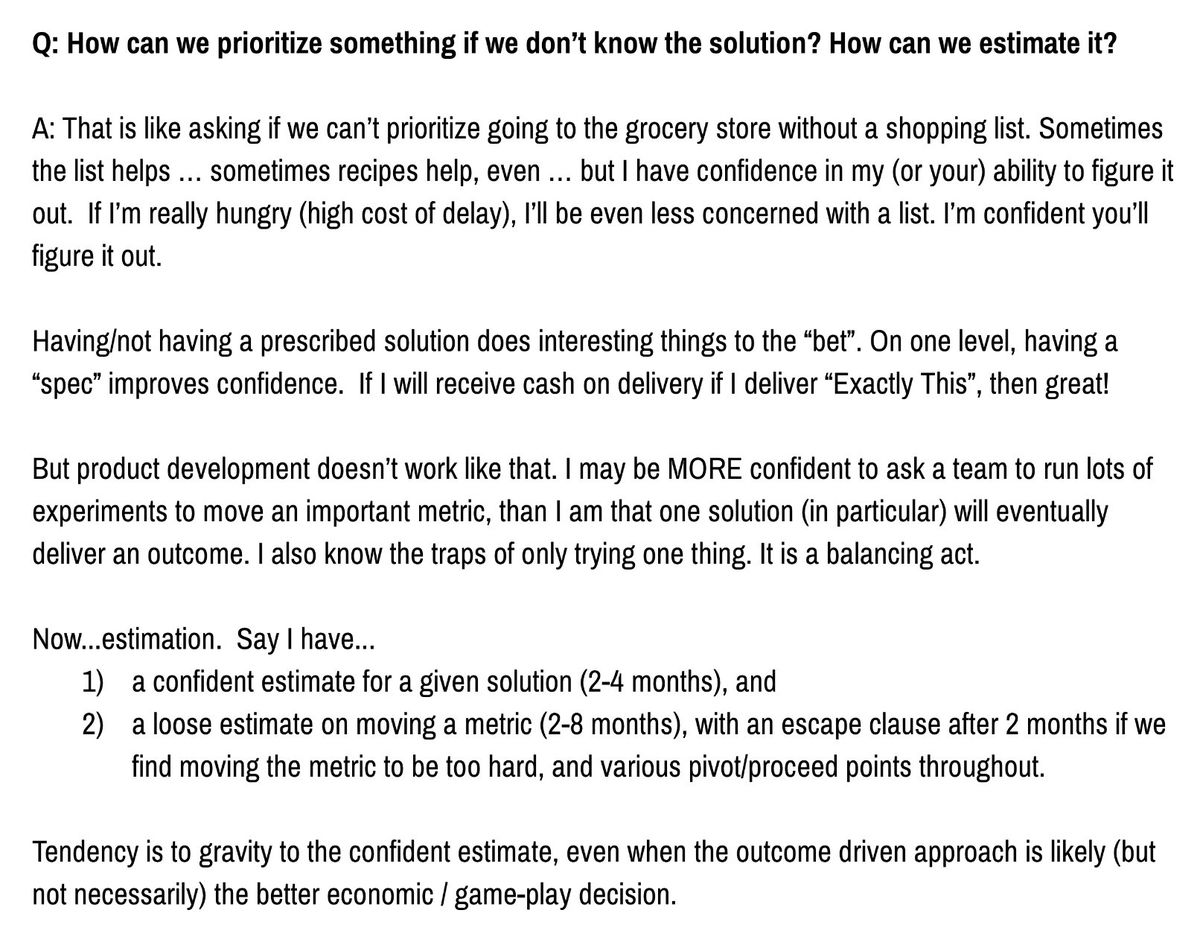 Q: How can we prioritize something if we don’t know the solution? How can we estimate it?
A: That is like asking if we can’t prioritize going to the grocery store without a shopping list. Sometimes
the list helps … sometimes recipes help, even … but I have confidence in my (or your) ability to figure it
out.  If I’m really hungry (high cost of delay), I’ll be even less concerned with a list. I’m confident you’ll
figure it out.
Having/not having a prescribed solution does interesting things to the “bet”. On one level, having a
“spec” improves confidence.  If I will receive cash on delivery if I deliver “Exactly This”, then great!
But product development doesn’t work like that. I may be MORE confident to ask a team to run lots of
experiments to move an important metric, than I am that one solution (in particular) will eventually
deliver an outcome. I also know the traps of only trying one thing. It is a balancing act.
Now...estimation.  Say I have...
1) a confident estimate for a given solution (2-4 months), and
2) a loose estimate on moving a metric (2-8 months), with an escape clause after 2 months if we
find moving the metric to be too hard, and various pivot/proceed points throughout.
Tendency is to gravity to the confident estimate, even when the outcome driven approach is likely (but
not necessarily) the better economic / game-play decision.